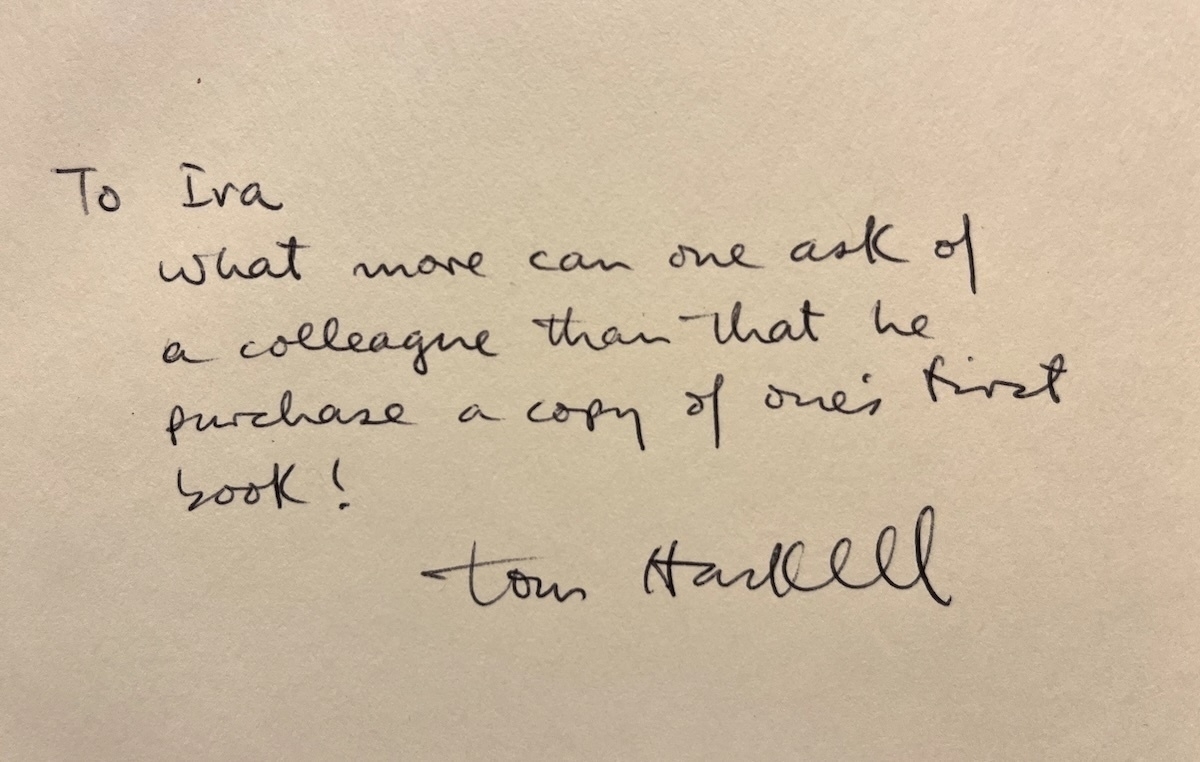 To Ira
what more can one ask of
a colleague than that he
purchase a copy of one's first
book!
Tom Haskell